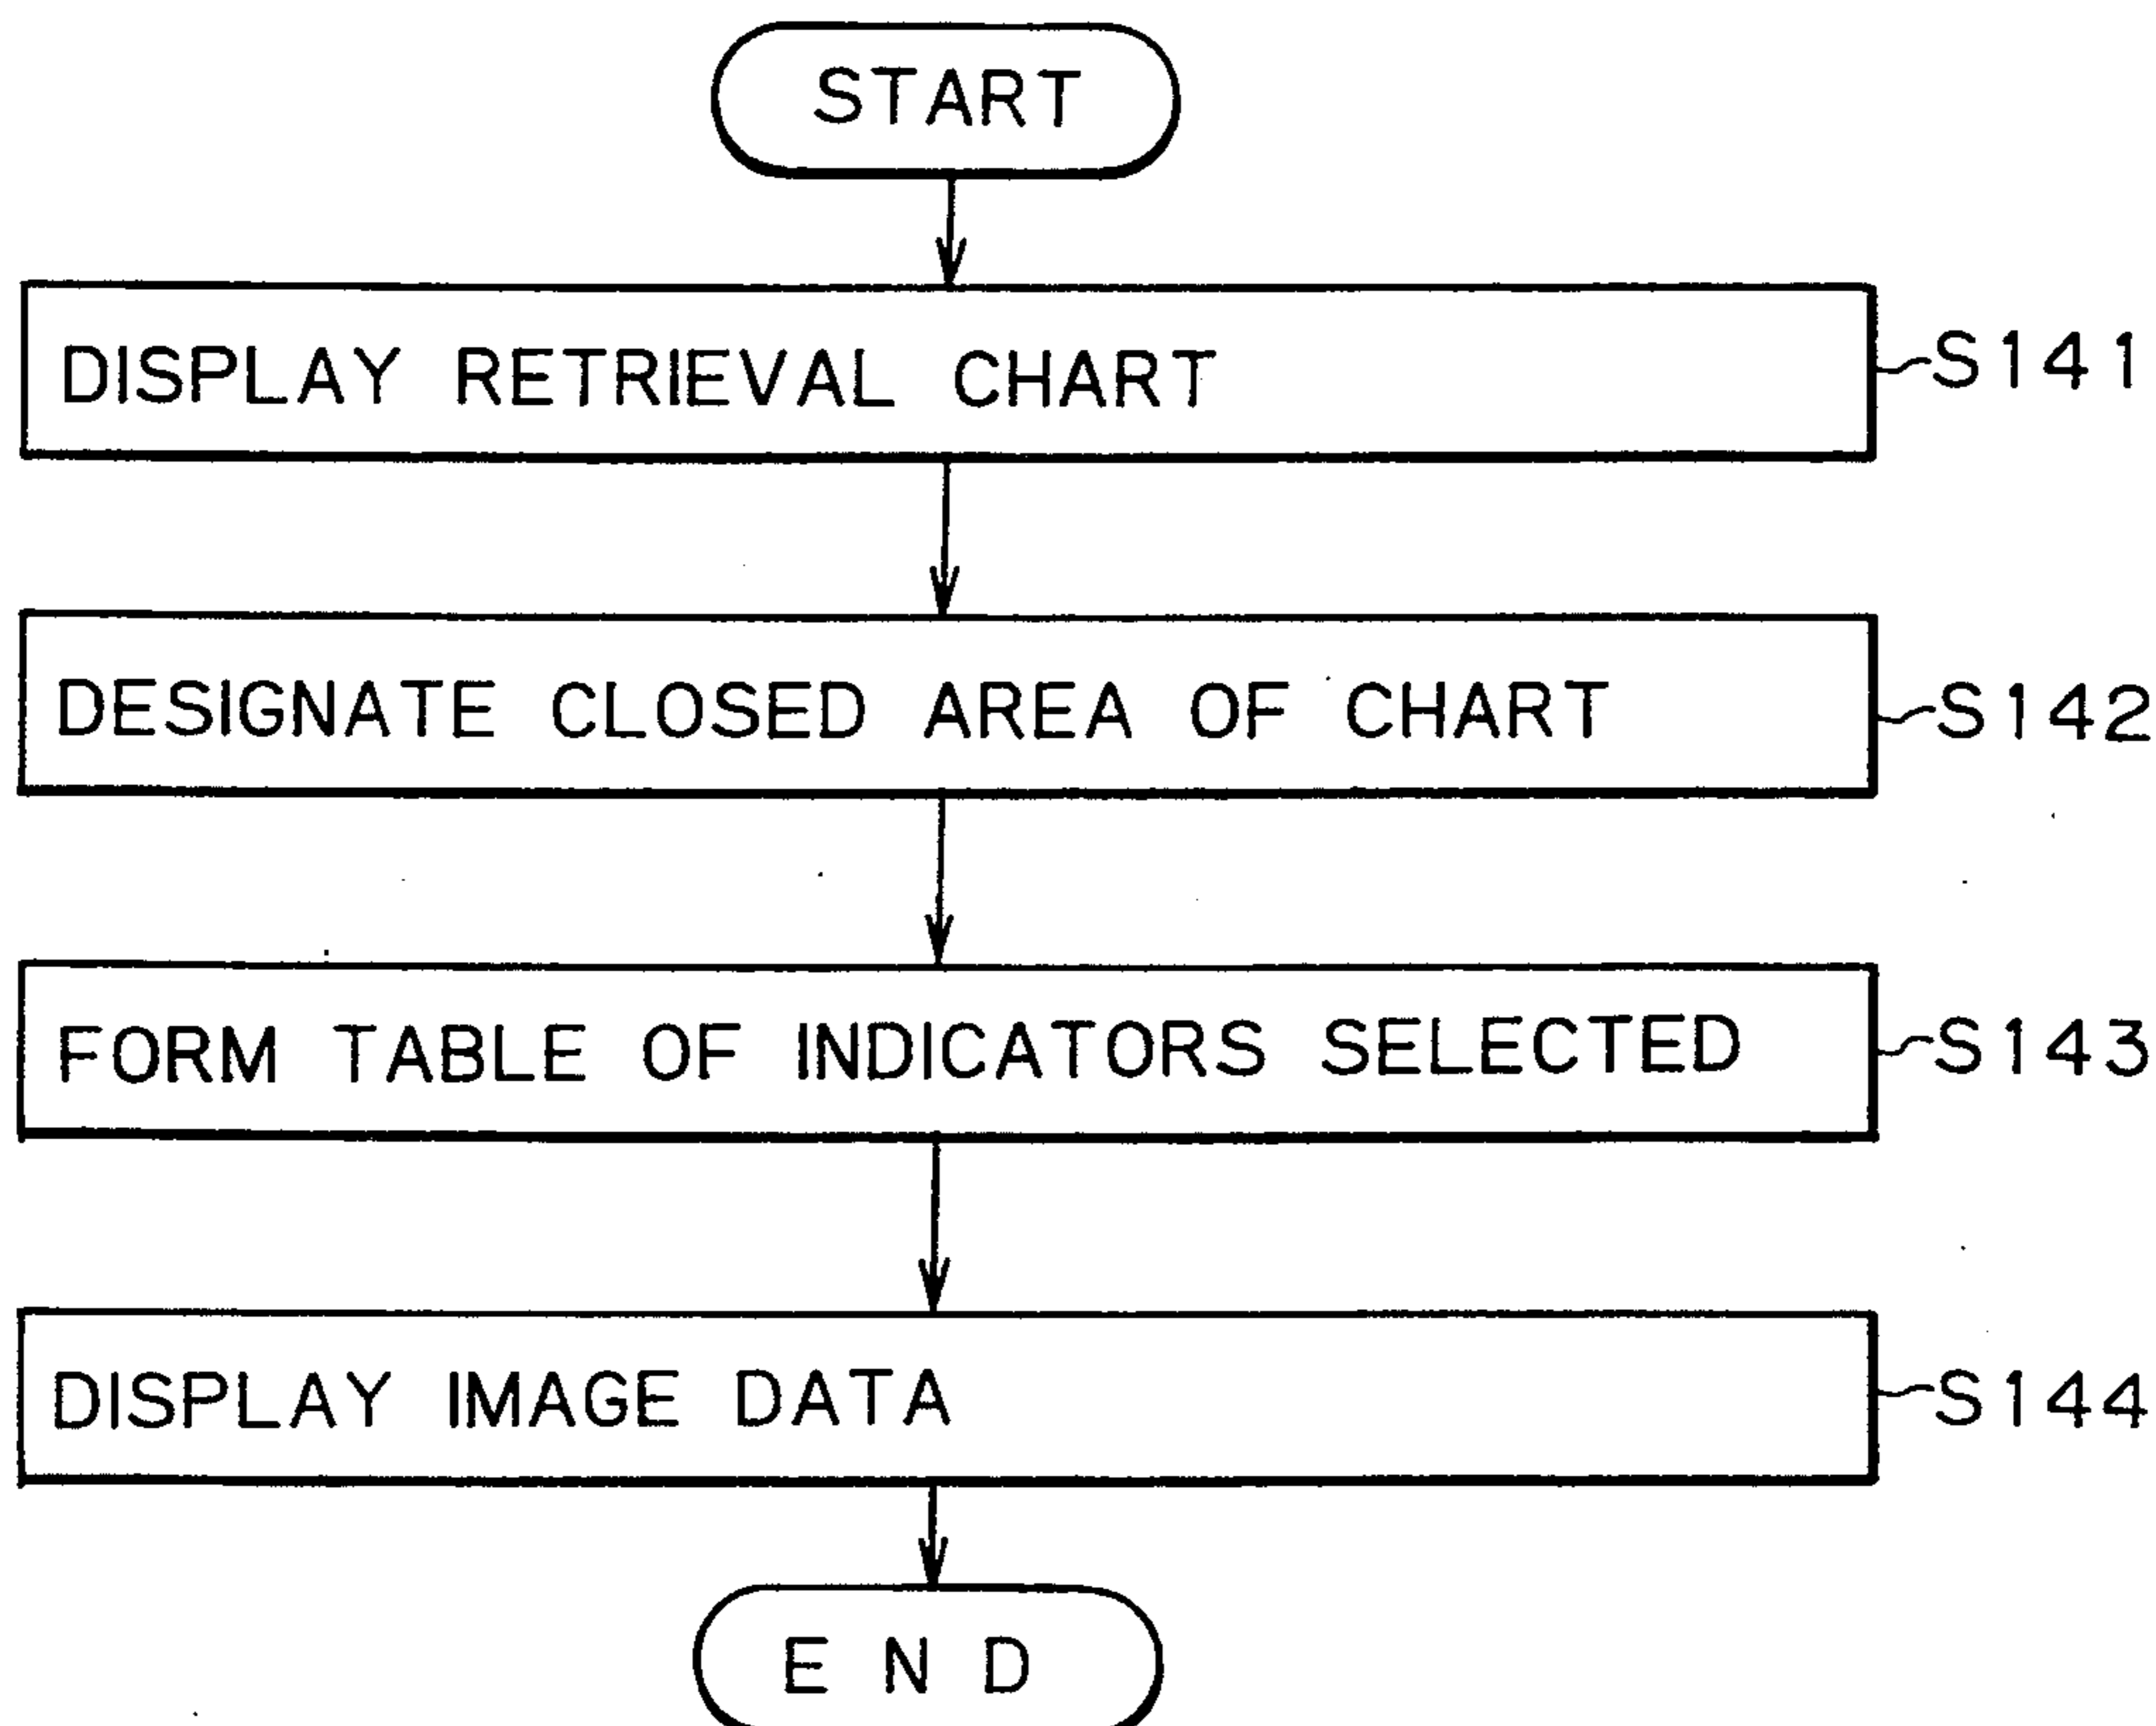 START
DISPLAY RETRIEVAL CHART S141
DESIGNATE CLOSED AREA OF CHART S142
FORM TABLE OF INDICATORS SELECTED S143
DISPLAY IMAGE DATA S144
END